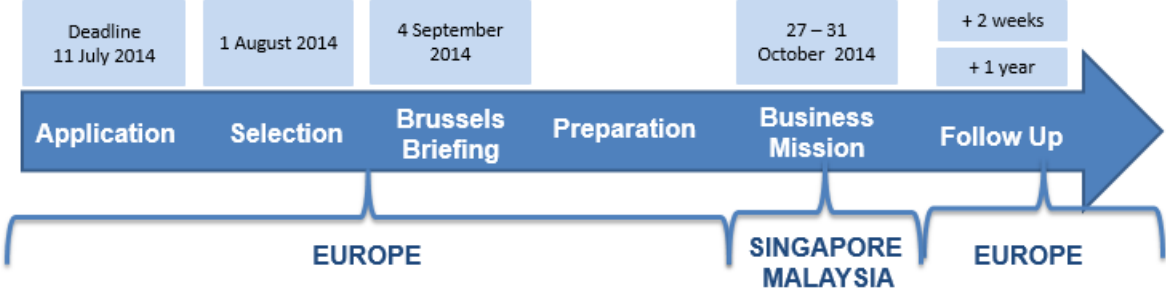 Deadline
11 July 2014
1 August 2014
4 September
2014
27 – 31
October 2014
+ 2 weeks
+ 1 year
Application
Selection
Brussels
Briefing
Preparation
Business
Mission
Follow Up
EUROPE
SINGAPORE
MALAYSIA
EUROPE